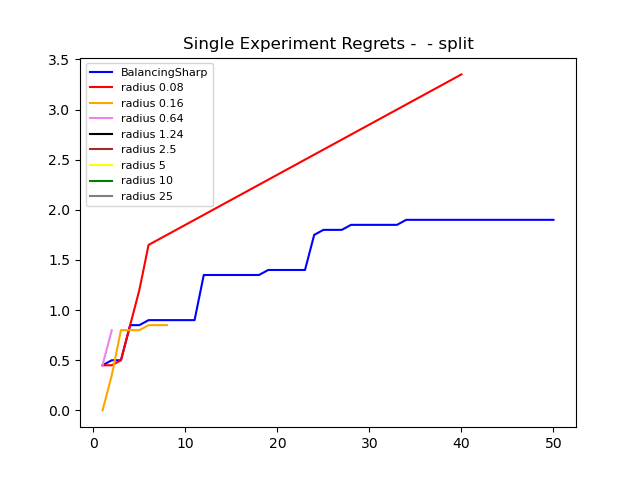 Single Experiment Regrets -  - split
3.5
3.0
2.5
2.0
1.5
1.0
0.5
0.0
BalancingSharp
radius 0.08
radius 0.16
radius 0.64
radius 1.24
radius 2.5
radius 5
radius 10
radius 25
0 10 20 30 40 50